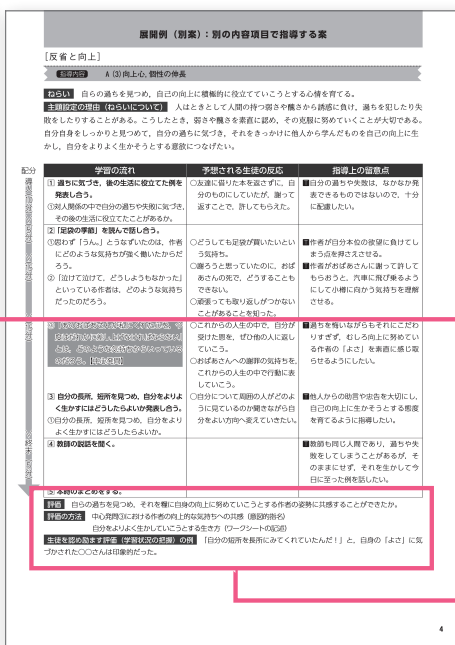 展開例（別案）：別の内容項目で指導する案
［反省と向上］
指導内容　A（3）向上心，個性の伸長
ねらい　自らの過ちを見つめ，自己の向上に積極的に役立てていこうとする心情を育てる。
主題設定の理由（ねらいについて）　人はときとして人間の持つ弱さや醜さから誘惑に負け，過ちを犯したり失
敗をしたりすることがある。こうしたとき，弱さや醜さを素直に認め，その克服に努めていくことが大切である。
自分自身をしっかりと見つめて，自分の過ちに気づき，それをきっかけに他人から学んだものを自己の向上に生
かし，自分をよりよく生かそうとする意欲につなげたい。
配分
学習の流れ
予想される生徒の反応
指導上の留意点
1 過ちに気づき，後の生活に役立てた例を
発表し合う。
①対人関係の中で自分の過ちや失敗に気づき，
その後の生活に役立てたことがあるか。
○友達に借りた本を返さずに，自
分のものにしていたが，謝って
返すことで，許してもらえた。
自分の過ちや失敗は，なかなか発
表できるものではないので，十分
に配慮したい。
2「足袋の季節」を読んで話し合う。
①思わず「うん。」とうなずいたのは，作者
にどのような気持ちが強く働いたからだ
ろう。
②「泣けて泣けて，どうしようもなかった」
といっている作者は，どのような気持ち
だったのだろう。
○どうしても足袋が買いたいとい
う気持ち。
○謝ろうと思っていたのに，おば
あさんの死で，どうすることも
できない。
○頑張っても取り返しがつかない
ことがあることを知った。
作者が自分本位の欲望に負けてし
まう点を押さえさせる。
作者がおばあさんに謝って許して
もらおうと，汽車に飛び乗るよう
にして小樽に向かう気持ちを理解
させる。
○これからの人生の中で，自分が
受けた恩を，ぜひ他の人に返し
ていこう。
○おばあさんへの謝罪の気持ちを，
これからの人生の中で行動に表
していこう。
過ちを悔いながらもそれにこだわ
りすぎず，むしろ向上に努めてい
る作者の「よさ」を素直に感じ取
らせるようにしたい。
3 自分の長所，短所を見つめ，自分をよりよ
く生かすにはどうしたらよいか発表し合う。
①自分の長所，短所を見つめ，自分をより
よく生かすにはどうしたらよいか。
○自分について周囲の人がどのよ
うに見ているのか聞きながら自
分をよい方向へ変えていきたい。
他人からの助言や忠告を大切にし，
自己の向上に生かそうとする態度
を育てるように指導したい。
4 教師の説話を聞く。
教師も同じ人間であり，過ちや失
敗をしてしまうことがあるが，そ
のままにせず，それを生かして今
日に至った例を話したい。
5 本時のまとめをする。
評価　自らの過ちを見つめ，それを糧に自身の向上に努めていこうとする作者の姿勢に共感することができたか。
評価の方法　中心発問③における作者の向上的な気持ちへの共感（意図的指名）
自分をよりよく生かしていこうとする生き方（ワークシートの記述）
生徒を認め励ます評価（学習状況の把握）の例　「自分の短所を長所にみてくれていたんだ！」と，自身の「よさ」に気
づかされた〇〇さんは印象的だった。
4